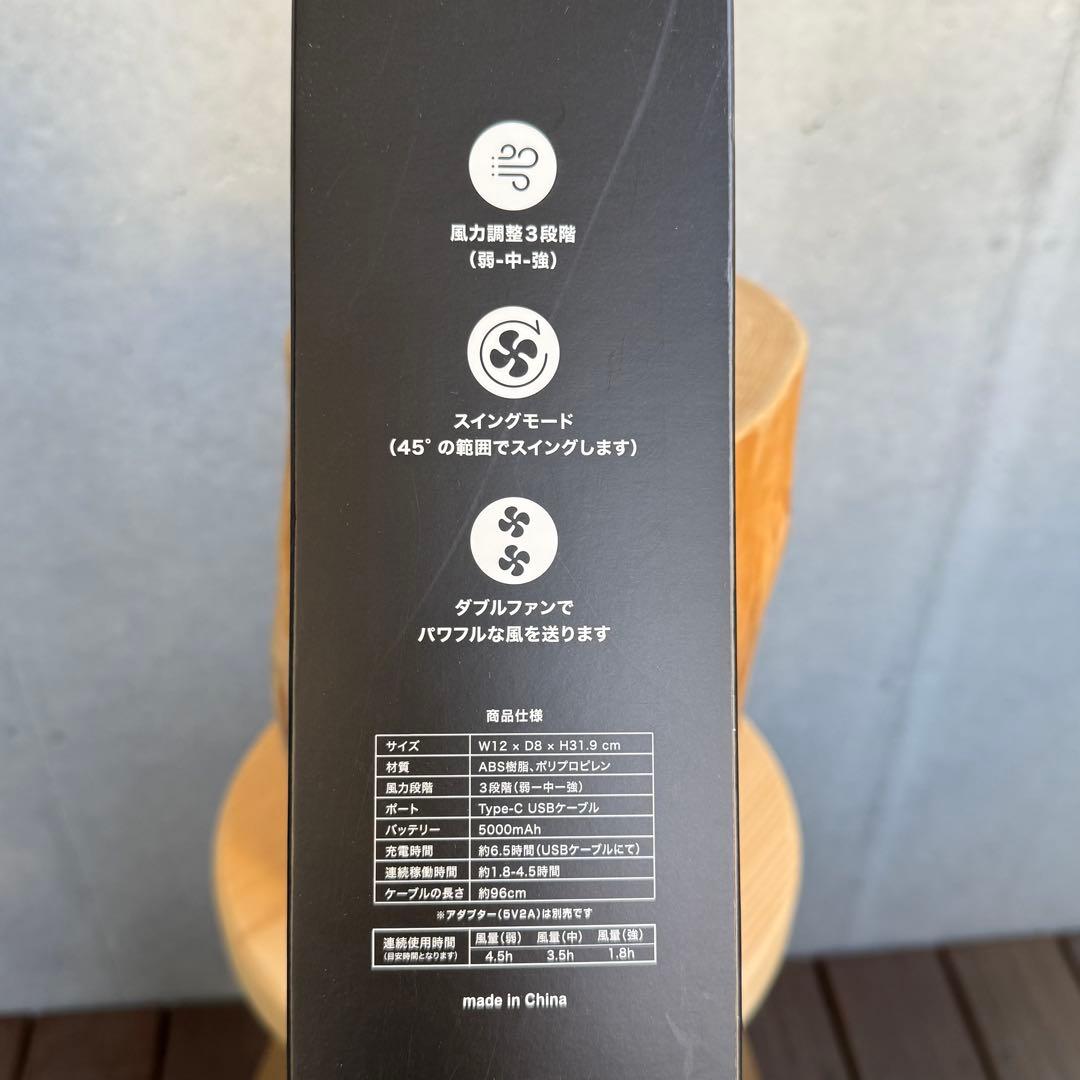 風力調整3段階
（弱-中-強）
スイングモード
（45°の範囲でスイングします）
ダブルファンで
パワフルな風を送ります
商品仕様
サイズ W12 × D8 × H31.9 cm
材質 ABS樹脂、ポリプロピレン
風力段階 3段階（弱ー中ー強）
ポート Type-C USBケーブル
バッテリー 5000mAh
充電時間 約6.5時間（USBケーブルにて）
連続稼働時間 約1.8-4.5時間
ケーブルの長さ 約96cm
※アダプター（5V2A）は別売です
連続使用時間 風量（弱） 風量（中） 風量（強）
（目安時間となります） 4.5h 3.5h 1.8h
made in China